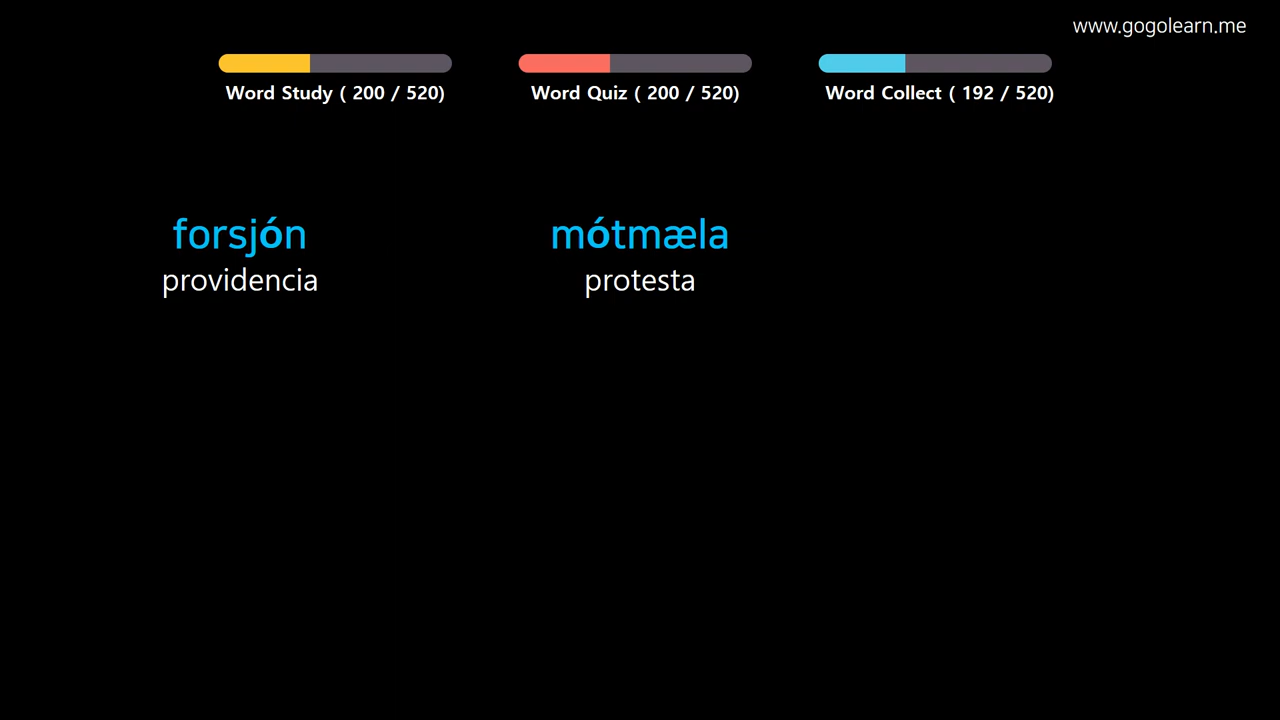 www.gogolearn.me
Word Study ( 200 / 520)
Word Quiz ( 200 / 520)
Word Collect ( 192 / 520)
forsjón
providencia
mótmæla
protesta